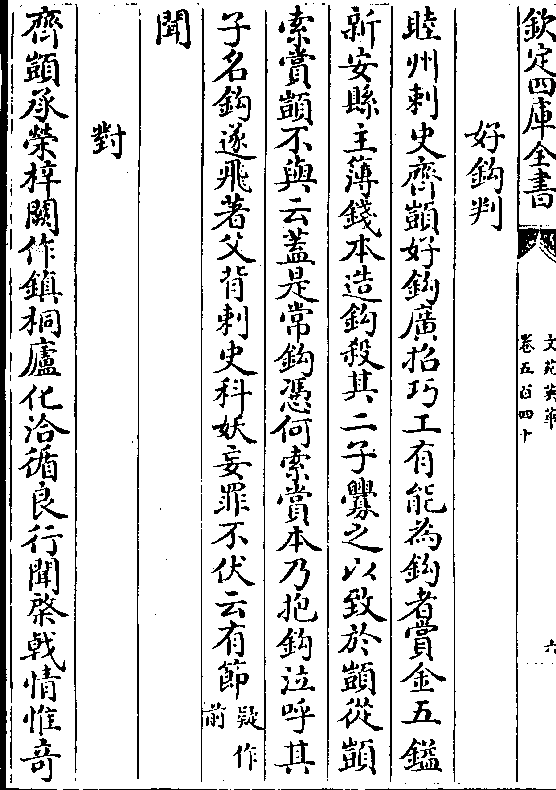 欽定四庫全書
文苑英華
卷五百四十
六
好鈎判
睦州刺史齊顗好鈎廣招巧工有能為鈎者賞金五鎰
新安縣主薄錢本造鈎殺其二子釁之以致於顗從顗
索賞顗不與云蓋是常鈎憑何索賞本乃抱鈎泣呼其
子名鈎遂飛著父背刺史科妖妄罪不伏云有節疑作前
聞
對
齊顗承榮梓闕作鎮桐廬化洽循良行聞棨戟情惟竒